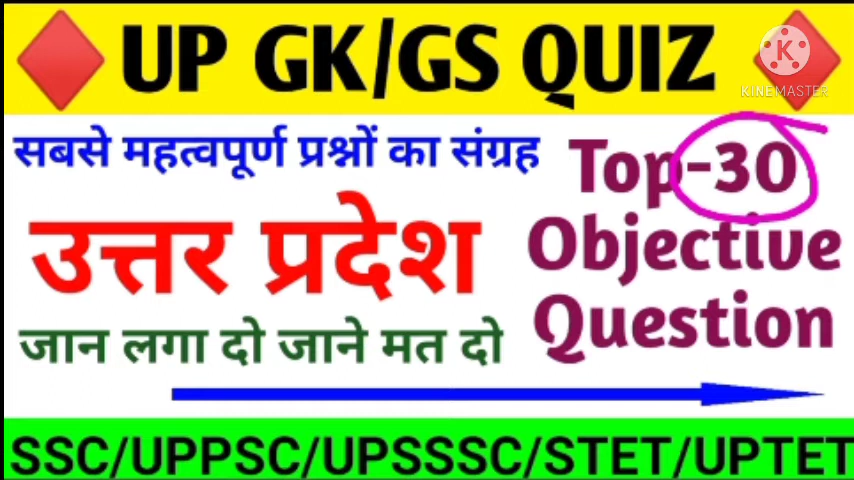 UP GK/GS QUIZ
KINEMASTER
सबसे महत्वपूर्ण प्रश्नों का संग्रह
Top-30
उत्तर प्रदेश
Objective
Question
जान लगा दो जाने मत दो
SSC/UPPSC/UPSSSC/STET/UPTET